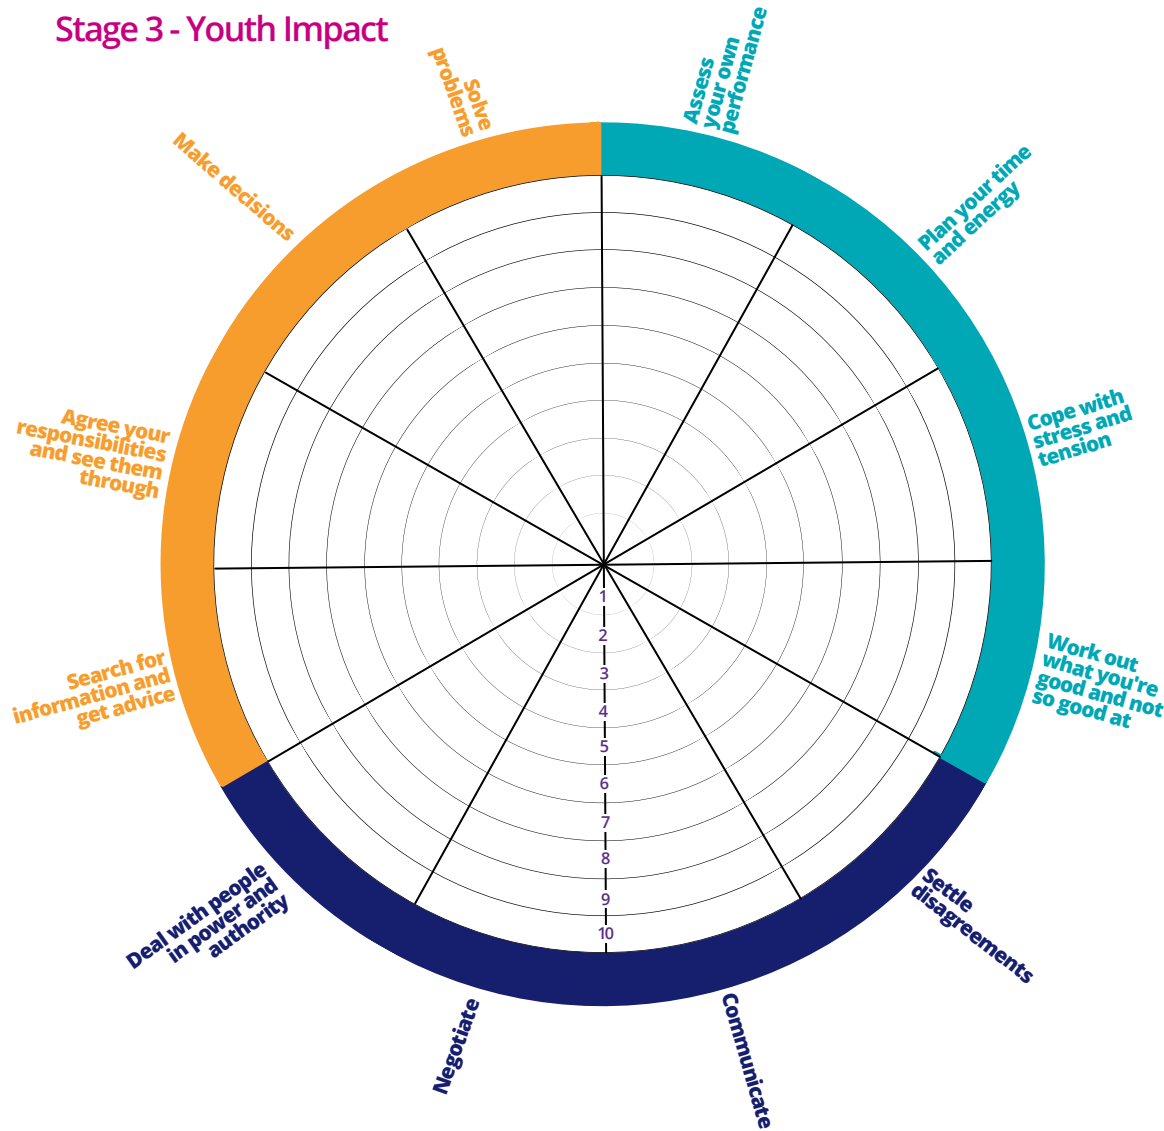 Stage 3 - Youth Impact
Solve
problems
Assess
your own
performance
Make decisions
Plan your time
and energy
Agree your
responsibilities
and see them
through
Cope with
stress and
tension
Search for
information and
get advice
Work out
what you're
good and not
so good at
1
2
3
4
5
6
7
8
9
10
Deal with people
in power and
authority
Settle
disagreements
Negotiate
Communicate